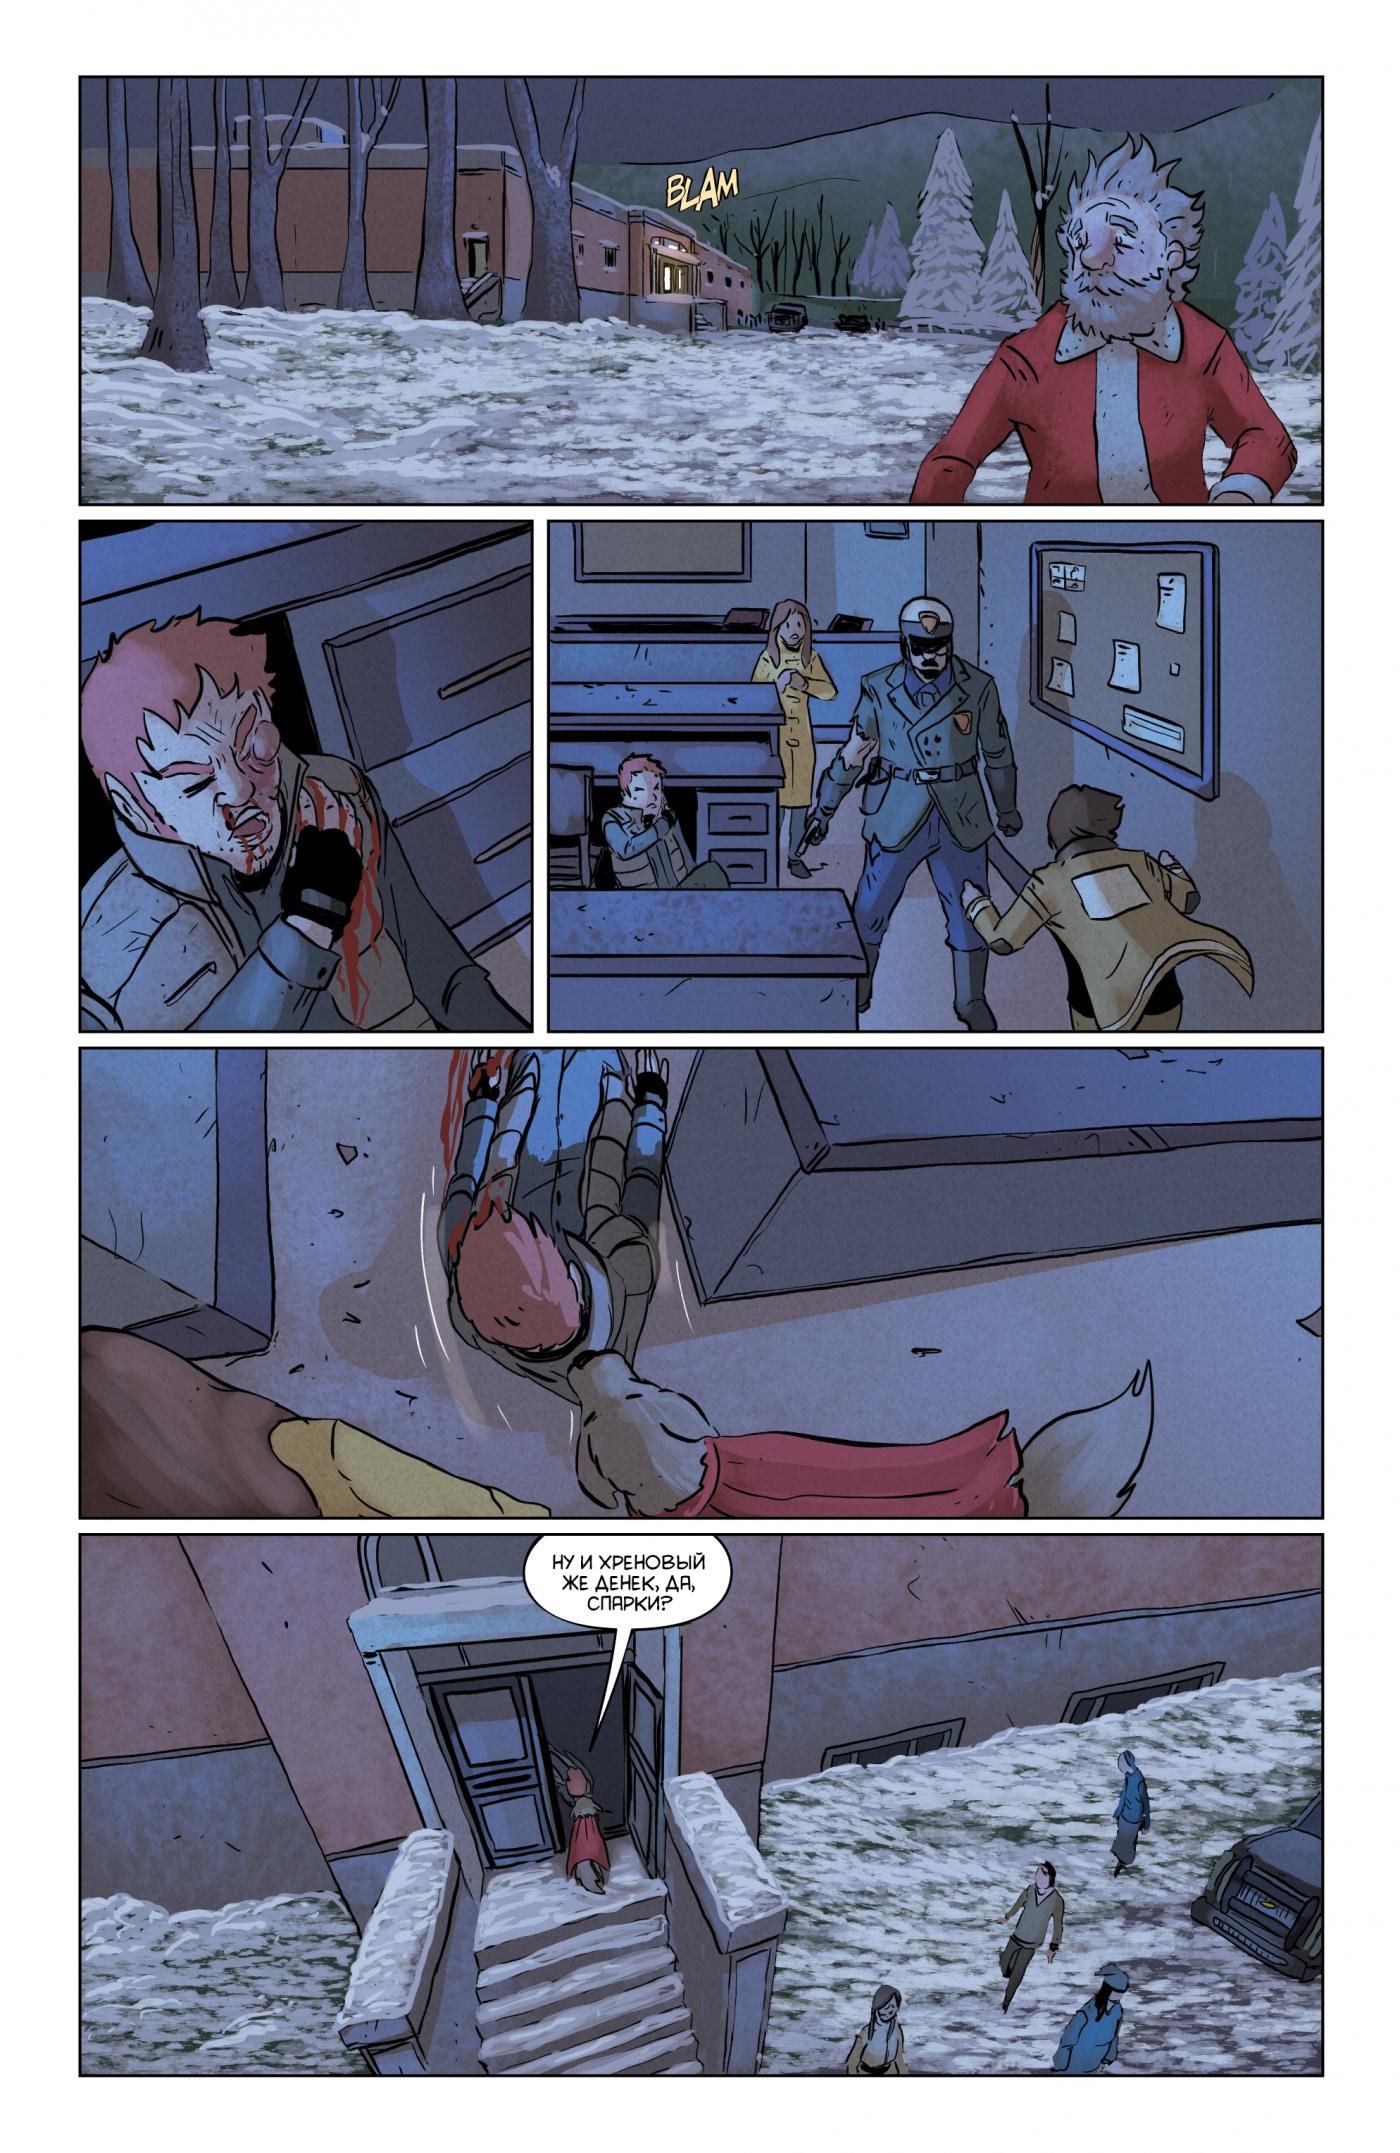 BLAM
НУ И ХРЕНОВЫЙ
ЖЕ ДЕНЕК, ДА,
СПАРКИ?